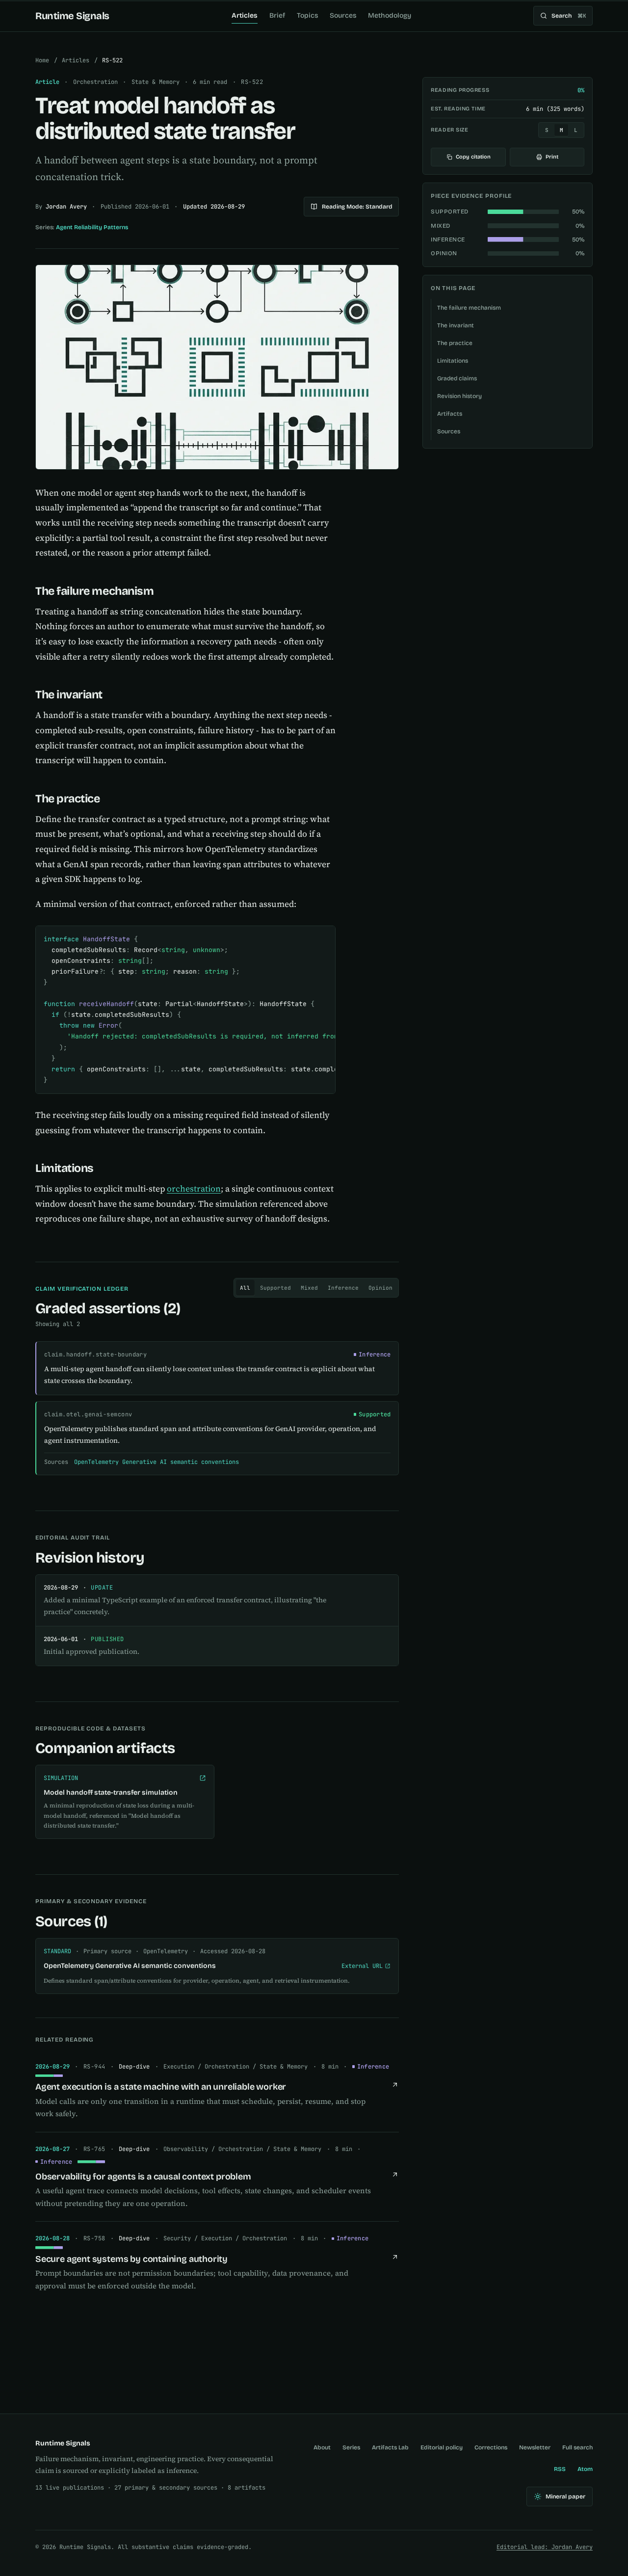 Runtime Signals
Articles Brief Topics Sources Methodology
Search ⌘K
Home / Articles / RS-522
Article · Orchestration · State & Memory · 6 min read · RS-522
Treat model handoff as
distributed state transfer
A handoff between agent steps is a state boundary, not a prompt
concatenation trick.
By Jordan Avery · Published 2026-06-01 · Updated 2026-08-29
Reading Mode: Standard
Series: Agent Reliability Patterns
READING PROGRESS 0%
EST. READING TIME 6 min (325 words)
READER SIZE S M L
Copy citation Print
PIECE EVIDENCE PROFILE
SUPPORTED 50%
MIXED 0%
INFERENCE 50%
OPINION 0%
ON THIS PAGE
The failure mechanism
The invariant
The practice
Limitations
Graded claims
Revision history
Artifacts
Sources
When one model or agent step hands work to the next, the handoff is
usually implemented as “append the transcript so far and continue.” That
works until the receiving step needs something the transcript doesn’t carry
explicitly: a partial tool result, a constraint the first step resolved but never
restated, or the reason a prior attempt failed.
The failure mechanism
Treating a handoff as string concatenation hides the state boundary.
Nothing forces an author to enumerate what must survive the handoff, so
it’s easy to lose exactly the information a recovery path needs - often only
visible after a retry silently redoes work the first attempt already completed.
The invariant
A handoff is a state transfer with a boundary. Anything the next step needs -
completed sub-results, open constraints, failure history - has to be part of an
explicit transfer contract, not an implicit assumption about what the
transcript will happen to contain.
The practice
Define the transfer contract as a typed structure, not a prompt string: what
must be present, what’s optional, and what a receiving step should do if a
required field is missing. This mirrors how OpenTelemetry standardizes
what a GenAI span records, rather than leaving span attributes to whatever
a given SDK happens to log.
A minimal version of that contract, enforced rather than assumed:
interface HandoffState {
completedSubResults: Record<string, unknown>;
openConstraints: string[];
priorFailure?: { step: string; reason: string };
}
function receiveHandoff(state: Partial<HandoffState>): HandoffState {
if (!state.completedSubResults) {
throw new Error(
'Handoff rejected: completedSubResults is required, not inferred from
);
}
return { openConstraints: [], ...state, completedSubResults: state.comple
}
The receiving step fails loudly on a missing required field instead of silently
guessing from whatever the transcript happens to contain.
Limitations
This applies to explicit multi-step orchestration; a single continuous context
window doesn’t have the same boundary. The simulation referenced above
reproduces one failure shape, not an exhaustive survey of handoff designs.
CLAIM VERIFICATION LEDGER
All Supported Mixed Inference Opinion
Graded assertions (2)
Showing all 2
claim.handoff.state-boundary Inference
A multi-step agent handoff can silently lose context unless the transfer contract is explicit about what
state crosses the boundary.
claim.otel.genai-semconv Supported
OpenTelemetry publishes standard span and attribute conventions for GenAI provider, operation, and
agent instrumentation.
Sources OpenTelemetry Generative AI semantic conventions
EDITORIAL AUDIT TRAIL
Revision history
2026-08-29 · UPDATE
Added a minimal TypeScript example of an enforced transfer contract, illustrating "the
practice" concretely.
2026-06-01 · PUBLISHED
Initial approved publication.
REPRODUCIBLE CODE & DATASETS
Companion artifacts
SIMULATION
Model handoff state-transfer simulation
A minimal reproduction of state loss during a multi-
model handoff, referenced in "Model handoff as
distributed state transfer."
PRIMARY & SECONDARY EVIDENCE
Sources (1)
STANDARD · Primary source · OpenTelemetry · Accessed 2026-08-28
OpenTelemetry Generative AI semantic conventions External URL
Defines standard span/attribute conventions for provider, operation, agent, and retrieval instrumentation.
RELATED READING
2026-08-29 · RS-944 · Deep-dive · Execution / Orchestration / State & Memory · 8 min · Inference
Agent execution is a state machine with an unreliable worker
Model calls are only one transition in a runtime that must schedule, persist, resume, and stop
work safely.
2026-08-27 · RS-765 · Deep-dive · Observability / Orchestration / State & Memory · 8 min ·
Inference
Observability for agents is a causal context problem
A useful agent trace connects model decisions, tool effects, state changes, and scheduler events
without pretending they are one operation.
2026-08-28 · RS-758 · Deep-dive · Security / Execution / Orchestration · 8 min · Inference
Secure agent systems by containing authority
Prompt boundaries are not permission boundaries; tool capability, data provenance, and
approval must be enforced outside the model.
Runtime Signals
Failure mechanism, invariant, engineering practice. Every consequential
claim is sourced or explicitly labeled as inference.
13 live publications · 27 primary & secondary sources · 8 artifacts
About Series Artifacts Lab Editorial policy Corrections Newsletter Full search
RSS Atom
Mineral paper
© 2026 Runtime Signals. All substantive claims evidence-graded.
Editorial lead: Jordan Avery